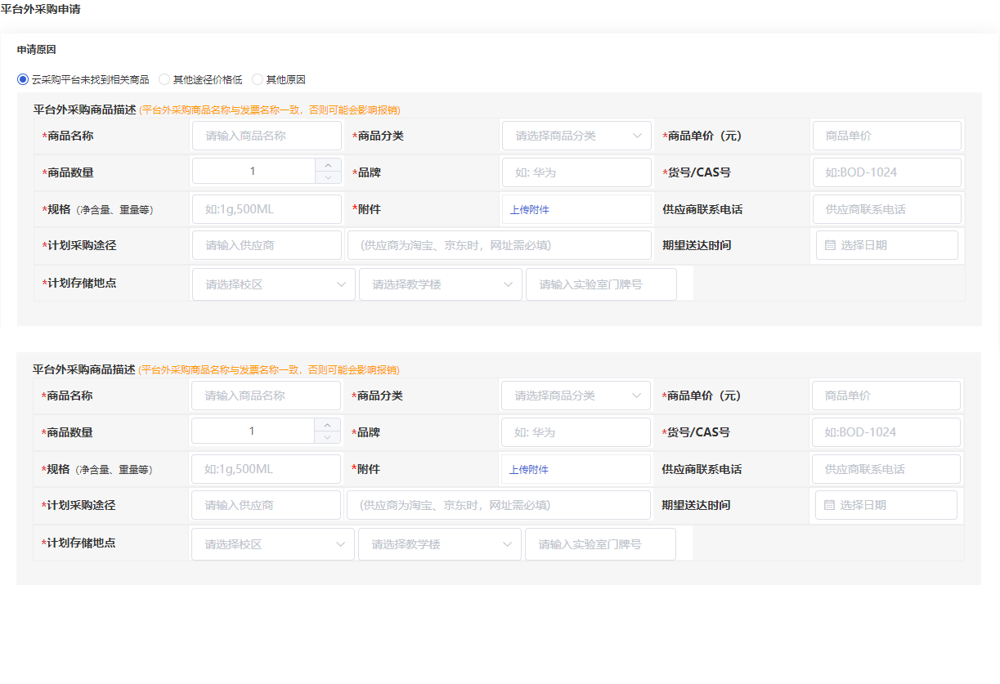 平台外采购申请
申请原因
云采购平台未找到相关商品 其他途径价格低 其他原因
平台外采购商品描述 (平台外采购商品名称与发票名称一致，否则可能会影响报销)
*商品名称 请输入商品名称 *商品分类 请选择商品分类 *商品单价（元） 商品单价
*商品数量 1 *品牌 如: 华为 *货号/CAS号 如:BOD-1024
*规格（净含量、重量等） 如:1g,500ML *附件 上传附件 供应商联系电话 供应商联系电话
*计划采购途径 请输入供应商 (供应商为淘宝、京东时，网址需必填) 期望送达时间 选择日期
*计划存储地点 请选择校区 请选择教学楼 请输入实验室门牌号
平台外采购商品描述 (平台外采购商品名称与发票名称一致，否则可能会影响报销)
*商品名称 请输入商品名称 *商品分类 请选择商品分类 *商品单价（元） 商品单价
*商品数量 1 *品牌 如: 华为 *货号/CAS号 如:BOD-1024
*规格（净含量、重量等） 如:1g,500ML *附件 上传附件 供应商联系电话 供应商联系电话
*计划采购途径 请输入供应商 (供应商为淘宝、京东时，网址需必填) 期望送达时间 选择日期
*计划存储地点 请选择校区 请选择教学楼 请输入实验室门牌号